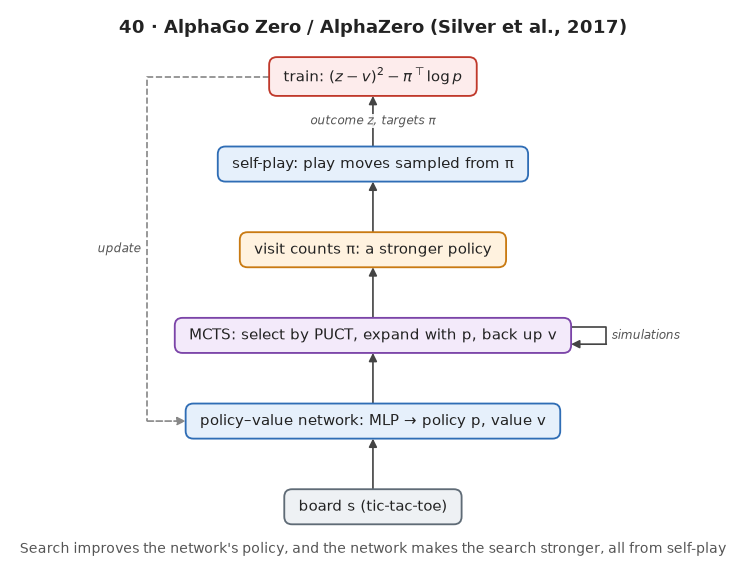 40 · AlphaGo Zero / AlphaZero (Silver et al., 2017)
train: (z − v)² − π⊤ log p
outcome z, targets π
self-play: play moves sampled from π
update
visit counts π: a stronger policy
MCTS: select by PUCT, expand with p, back up v
simulations
policy–value network: MLP → policy p, value v
board s (tic-tac-toe)
Search improves the network's policy, and the network makes the search stronger, all from self-play